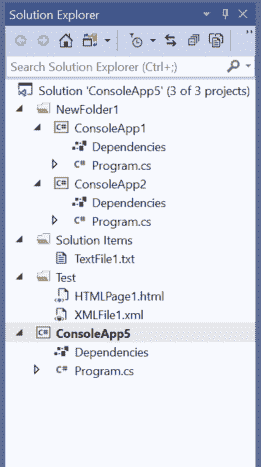 Solution Explorer
Search Solution Explorer (Ctrl+;)
Solution 'ConsoleApp5' (3 of 3 projects)
NewFolder1
C# ConsoleApp1
Dependencies
C# Program.cs
C# ConsoleApp2
Dependencies
C# Program.cs
Solution Items
TextFile1.txt
Test
HTMLPage1.html
XMLFile1.xml
C# ConsoleApp5
Dependencies
C# Program.cs